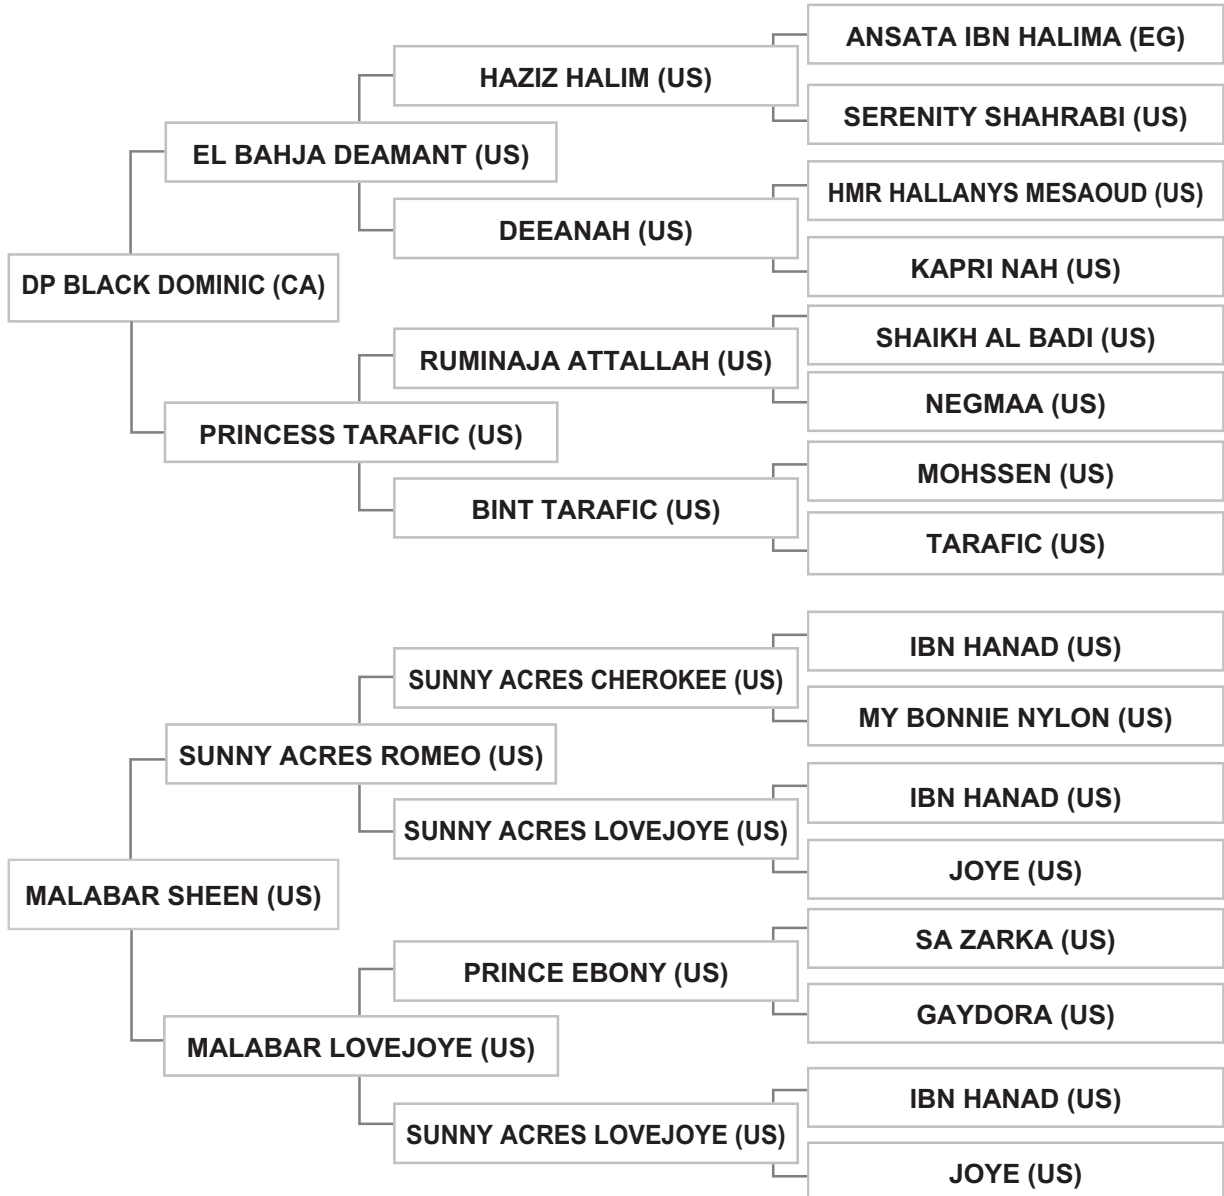 ANSATA IBN HALIMA (EG)
HAZIZ HALIM (US)
SERENITY SHAHRABI (US)
EL BAHJA DEAMANT (US)
HMR HALLANYS MESAOUD (US)
DEEANAH (US)
KAPRI NAH (US)
DP BLACK DOMINIC (CA)
SHAIKH AL BADI (US)
RUMINAJA ATTALLAH (US)
NEGMAA (US)
PRINCESS TARAFIC (US)
MOHSSEN (US)
BINT TARAFIC (US)
TARAFIC (US)
IBN HANAD (US)
SUNNY ACRES CHEROKEE (US)
MY BONNIE NYLON (US)
SUNNY ACRES ROMEO (US)
IBN HANAD (US)
SUNNY ACRES LOVEJOYE (US)
JOYE (US)
MALABAR SHEEN (US)
SA ZARKA (US)
PRINCE EBONY (US)
GAYDORA (US)
MALABAR LOVEJOYE (US)
IBN HANAD (US)
SUNNY ACRES LOVEJOYE (US)
JOYE (US)